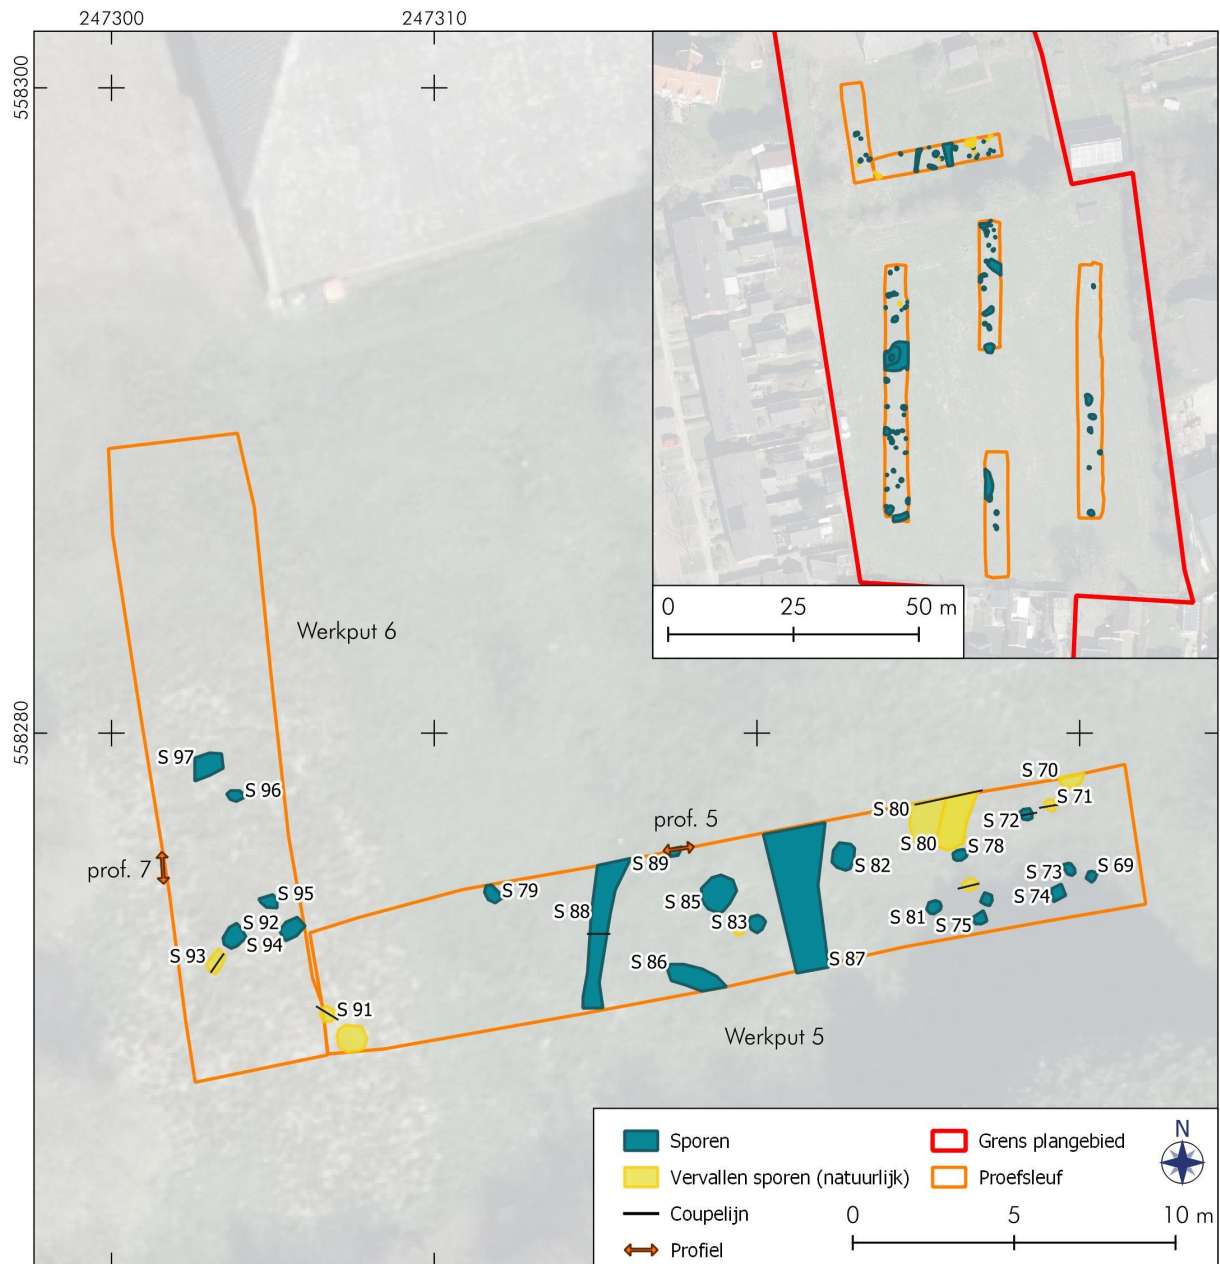 247300
247310
558300
0
25
50 m
Werkput 6
558280
S 97
S 96
S 70
S 71
S 80
S 72
prof. 5
S 80
S 78
prof. 7
S 89
S 82
S 73
S 69
S 79
S 95
S 85
S 74
S 88
S 92
S 83
S 81
S 75
S 94
S 93
S 86
S 87
S 91
Werkput 5
Sporen
Grens plangebied
N
Vervallen sporen (natuurlijk)
Proefsleuf
Coupelijn
0
5
10 m
Profiel